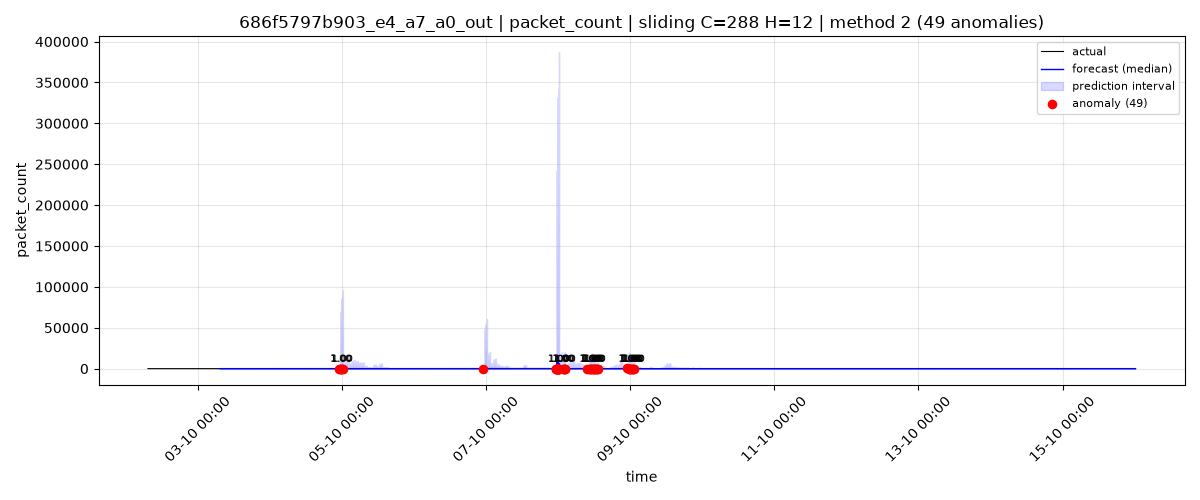 686f5797b903_e4_a7_a0_out | packet_count | sliding C=288 H=12 | method 2 (49 anomalies)
400000
350000
300000
250000
200000
150000
100000
50000
0
packet_count
actual
forecast (median)
prediction interval
anomaly (49)
1.00
03-10 00:00
05-10 00:00
07-10 00:00
09-10 00:00
11-10 00:00
13-10 00:00
15-10 00:00
time